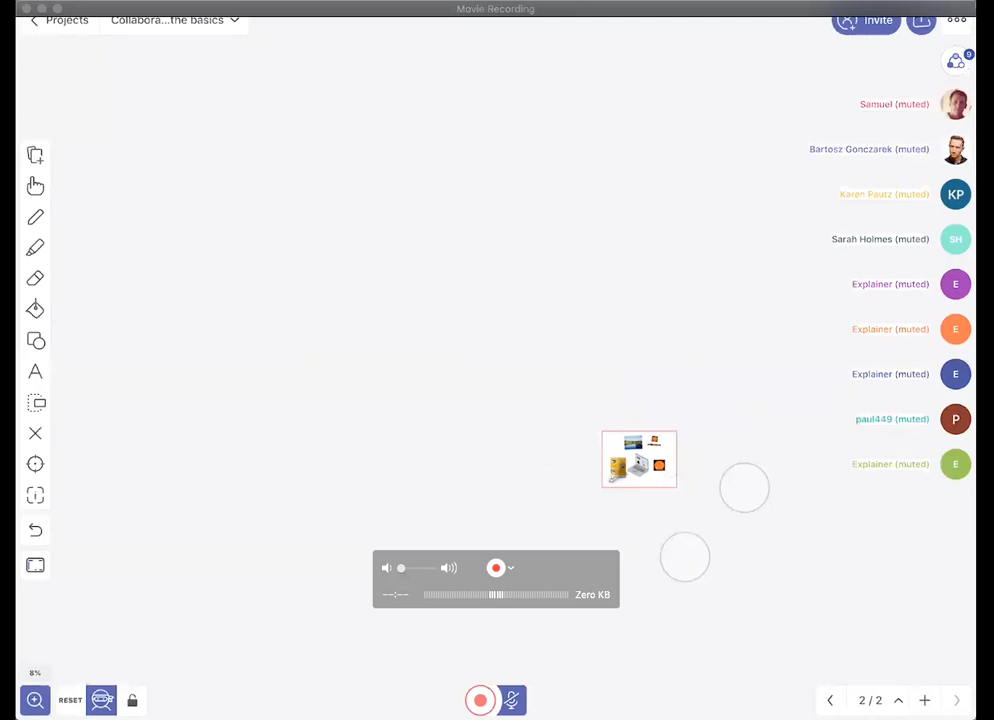 Movie Recording
Projects
Collabora...the basics
Invite
9
Samuel (muted)
Bartosz Gonczarek (muted)
Karen Pautz (muted)
KP
Sarah Holmes (muted)
SH
Explainer (muted)
E
Explainer (muted)
E
Explainer (muted)
E
paul449 (muted)
P
Explainer (muted)
E
A
--:--
Zero KB
8%
RESET
2 / 2